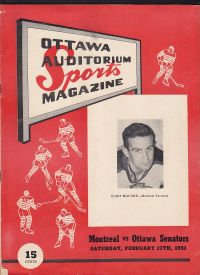 OTTAWA
AUDITORIUM
Sports
MAGAZINE
Montreal vs Ottawa Senators
SATURDAY, FEBRUARY 17TH, 1951
15
CENTS